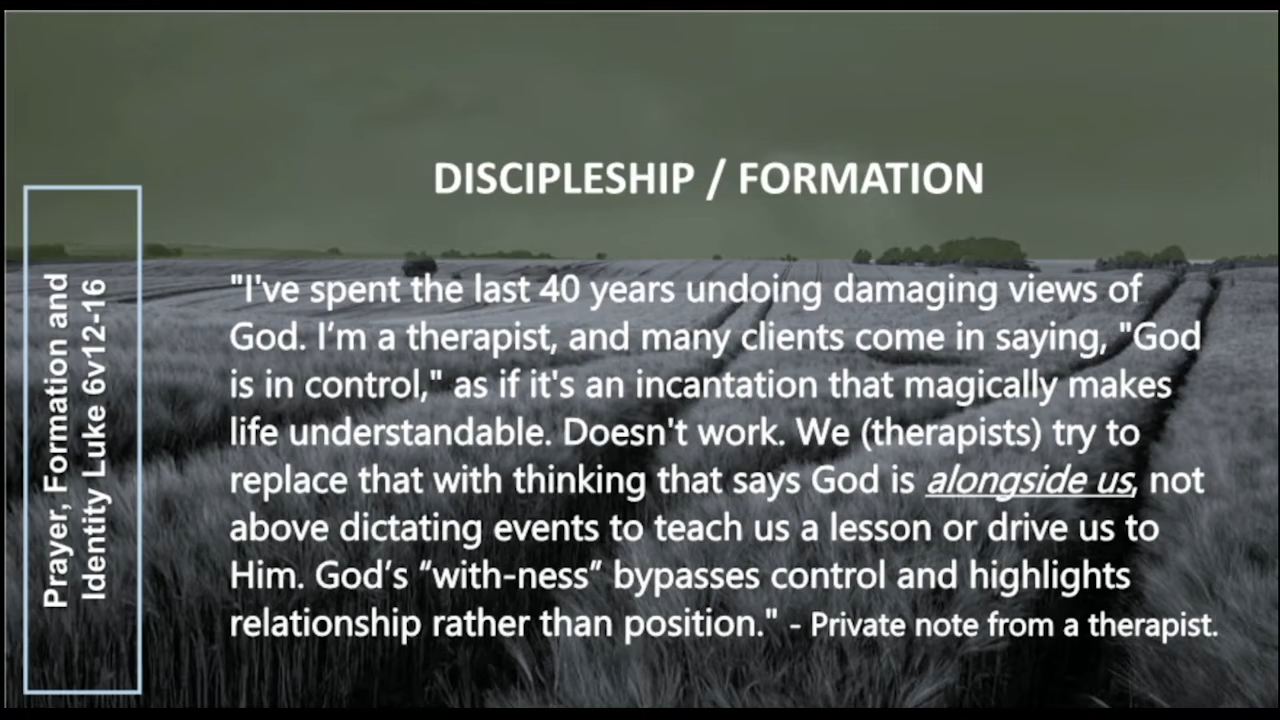 DISCIPLESHIP / FORMATION
Prayer, Formation and
Identity Luke 6v12-16
"I've spent the last 40 years undoing damaging views of
God. I’m a therapist, and many clients come in saying, "God
is in control," as if it's an incantation that magically makes
life understandable. Doesn't work. We (therapists) try to
replace that with thinking that says God is alongside us, not
above dictating events to teach us a lesson or drive us to
Him. God’s “with-ness” bypasses control and highlights
relationship rather than position." - Private note from a therapist.